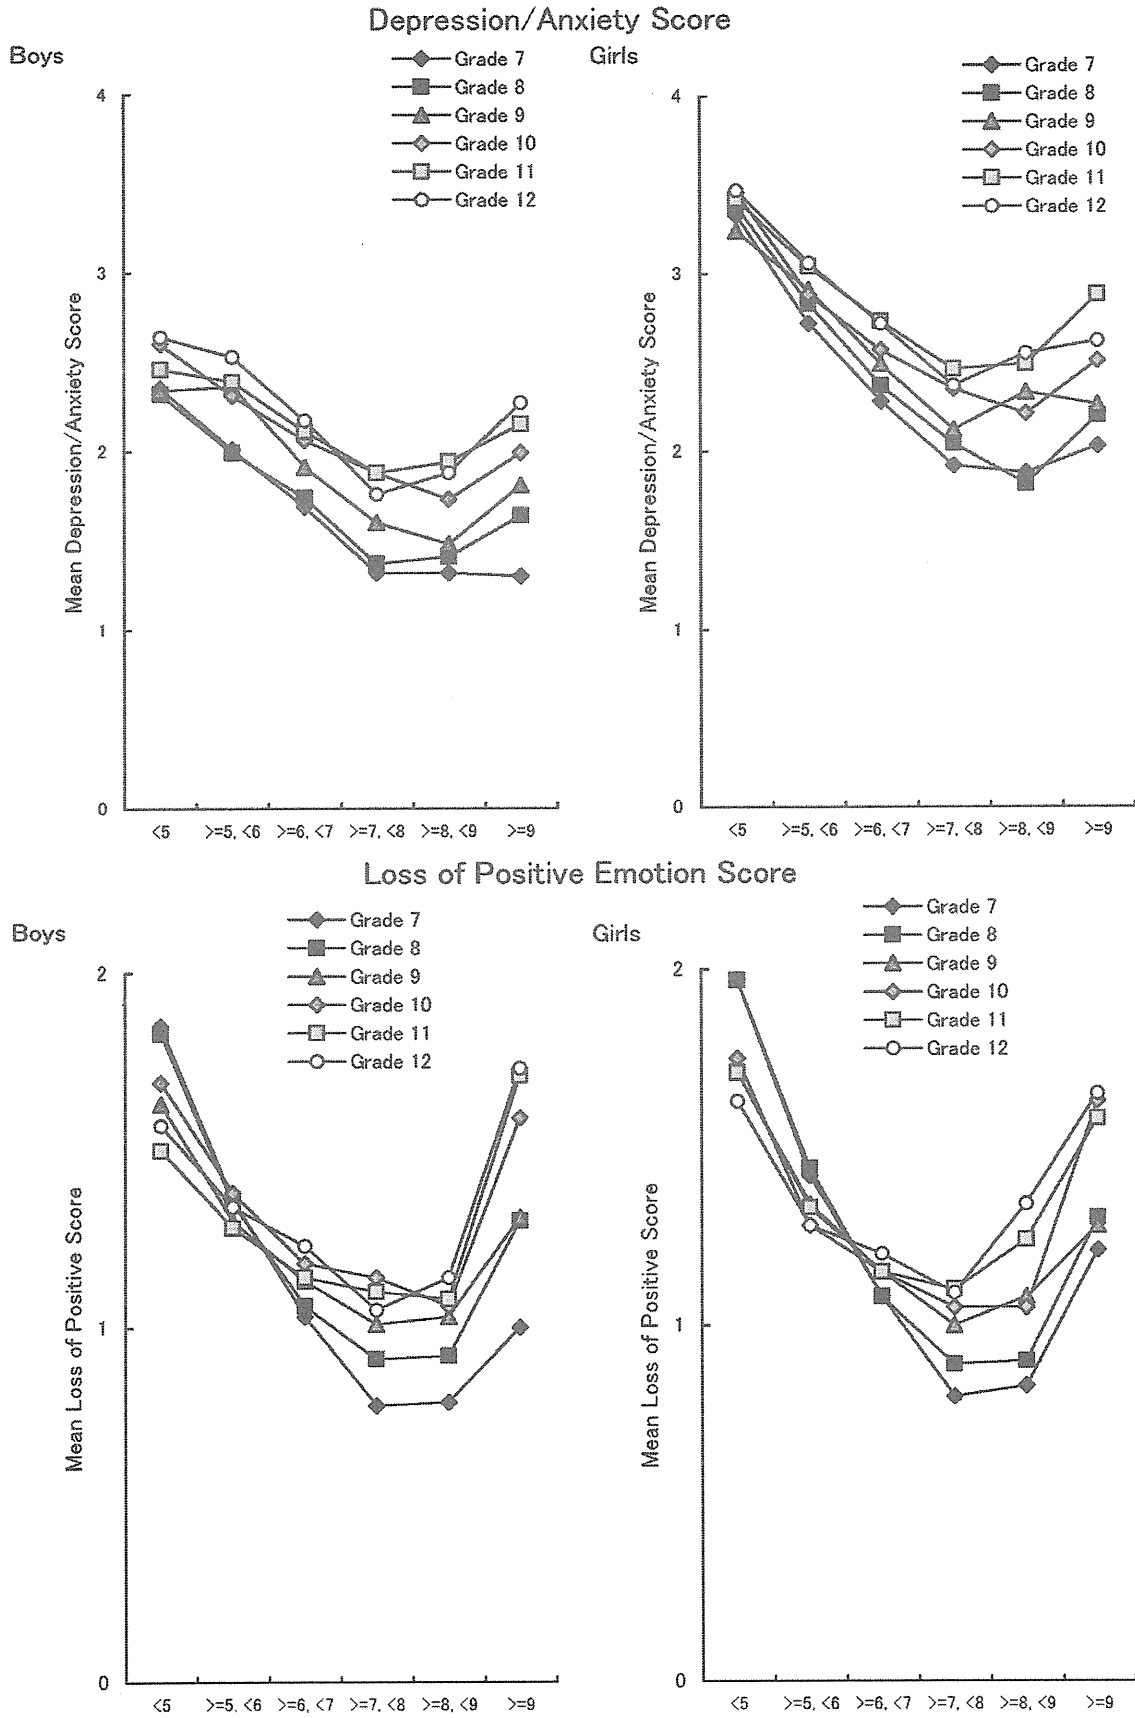 Depression/Anxiety Score
Boys
Grade 7
Grade 8
Grade 9
Grade 10
Grade 11
Grade 12
4
3
2
1
0
Mean Depression/Anxiety Score
<5 >=5, <6 >=6, <7 >=7, <8 >=8, <9 >=9
Girls
Grade 7
Grade 8
Grade 9
Grade 10
Grade 11
Grade 12
4
3
2
1
0
Mean Depression/Anxiety Score
<5 >=5, <6 >=6, <7 >=7, <8 >=8, <9 >=9
Loss of Positive Emotion Score
Boys
Grade 7
Grade 8
Grade 9
Grade 10
Grade 11
Grade 12
2
1
0
Mean Loss of Positive Score
<5 >=5, <6 >=6, <7 >=7, <8 >=8, <9 >=9
Girls
Grade 7
Grade 8
Grade 9
Grade 10
Grade 11
Grade 12
2
1
0
Mean Loss of Positive Score
<5 >=5, <6 >=6, <7 >=7, <8 >=8, <9 >=9